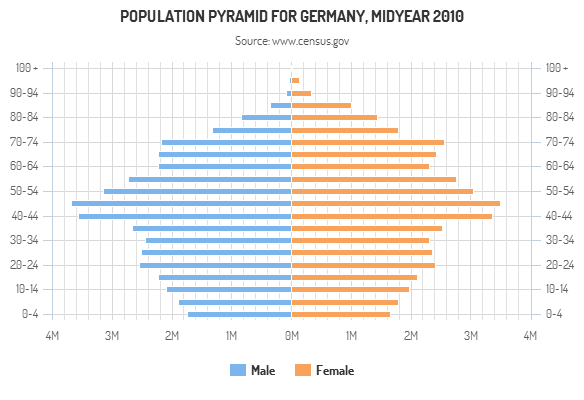 POPULATION PYRAMID FOR GERMANY, MIDYEAR 2010
Source: www.census.gov
100 + 100 +
90-94 90-94
80-84 80-84
70-74 70-74
60-64 60-64
50-54 50-54
40-44 40-44
30-34 30-34
20-24 20-24
10-14 10-14
0-4 0-4
4M 3M 2M 1M 0M 1M 2M 3M 4M
Male Female